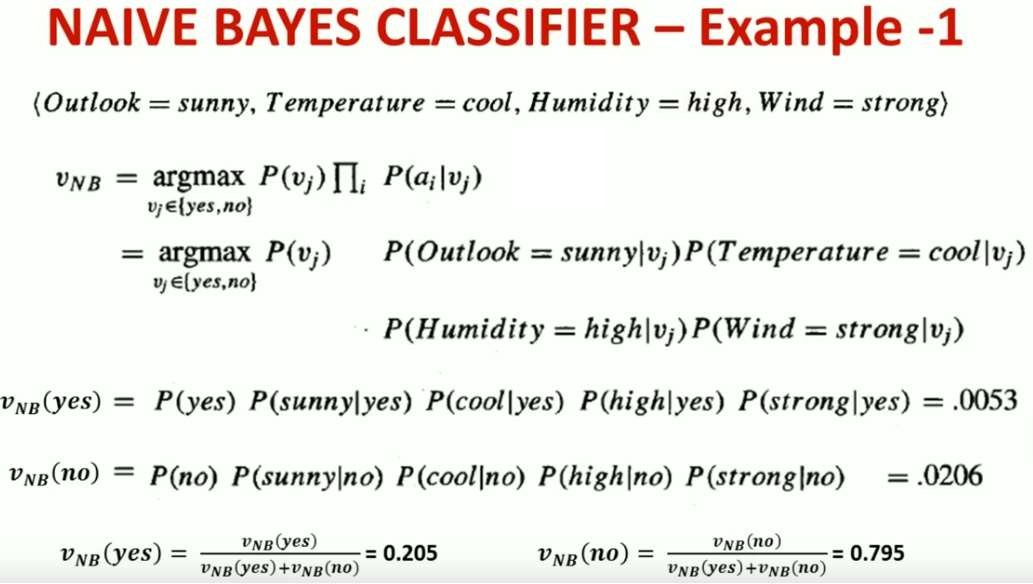 NAIVE BAYES CLASSIFIER – Example -1
⟨Outlook = sunny, Temperature = cool, Humidity = high, Wind = strong⟩
v_NB = argmax_{v_j∈{yes,no}} P(v_j) ∏_i P(a_i|v_j)
= argmax_{v_j∈{yes,no}} P(v_j) P(Outlook = sunny|v_j)P(Temperature = cool|v_j)
· P(Humidity = high|v_j)P(Wind = strong|v_j)
v_NB(yes) = P(yes) P(sunny|yes) P(cool|yes) P(high|yes) P(strong|yes) = .0053
v_NB(no) = P(no) P(sunny|no) P(cool|no) P(high|no) P(strong|no) = .0206
v_NB(yes) = v_NB(yes) / (v_NB(yes)+v_NB(no)) = 0.205 v_NB(no) = v_NB(no) / (v_NB(yes)+v_NB(no)) = 0.795